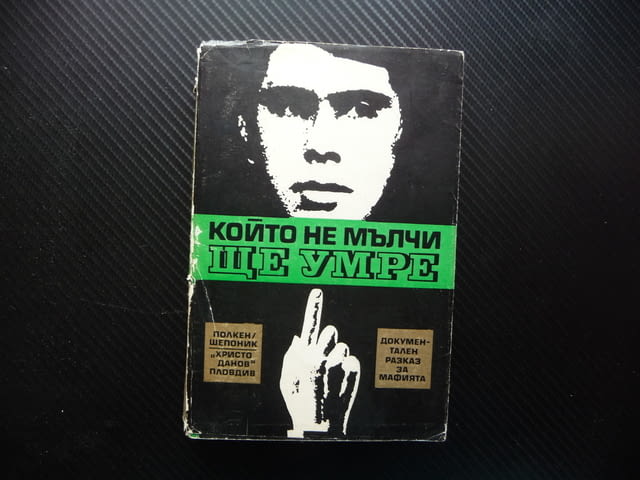 КОЙТО НЕ МЪЛЧИ
ЩЕ УМРЕ
ПОЛКЕН/
ШЕПОНИК
„ХРИСТО
ДАНОВ“
ПЛОВДИВ
ДОКУМЕН-
ТАЛЕН
РАЗКАЗ
ЗА
МАФИЯТА